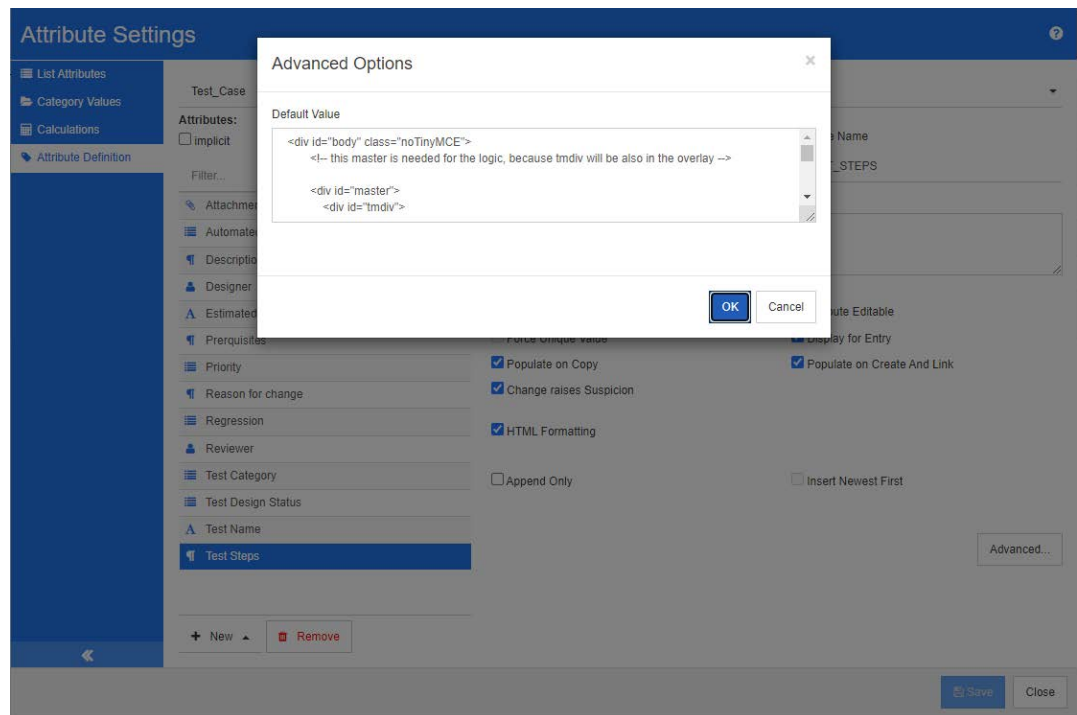 Attribute Settings
List Attributes
Category Values
Calculations
Attribute Definition
Test_Case
Attributes:
implicit
Filter...
Attachme
Automate
Descriptio
Designer
Estimated
Prerquisites
Priority
Reason for change
Regression
Reviewer
Test Category
Test Design Status
Test Name
Test Steps
New
Remove
Advanced Options
×
Default Value
<div id="body" class="noTinyMCE">
<!-- this master is needed for the logic, because tmdiv will be also in the overlay -->
<div id="master">
<div id="tmdiv">
OK
Cancel
e Name
_STEPS
ute Editable
Force Unique Value
Display for Entry
Populate on Copy
Populate on Create And Link
Change raises Suspicion
HTML Formatting
Append Only
Insert Newest First
Advanced...
Save
Close